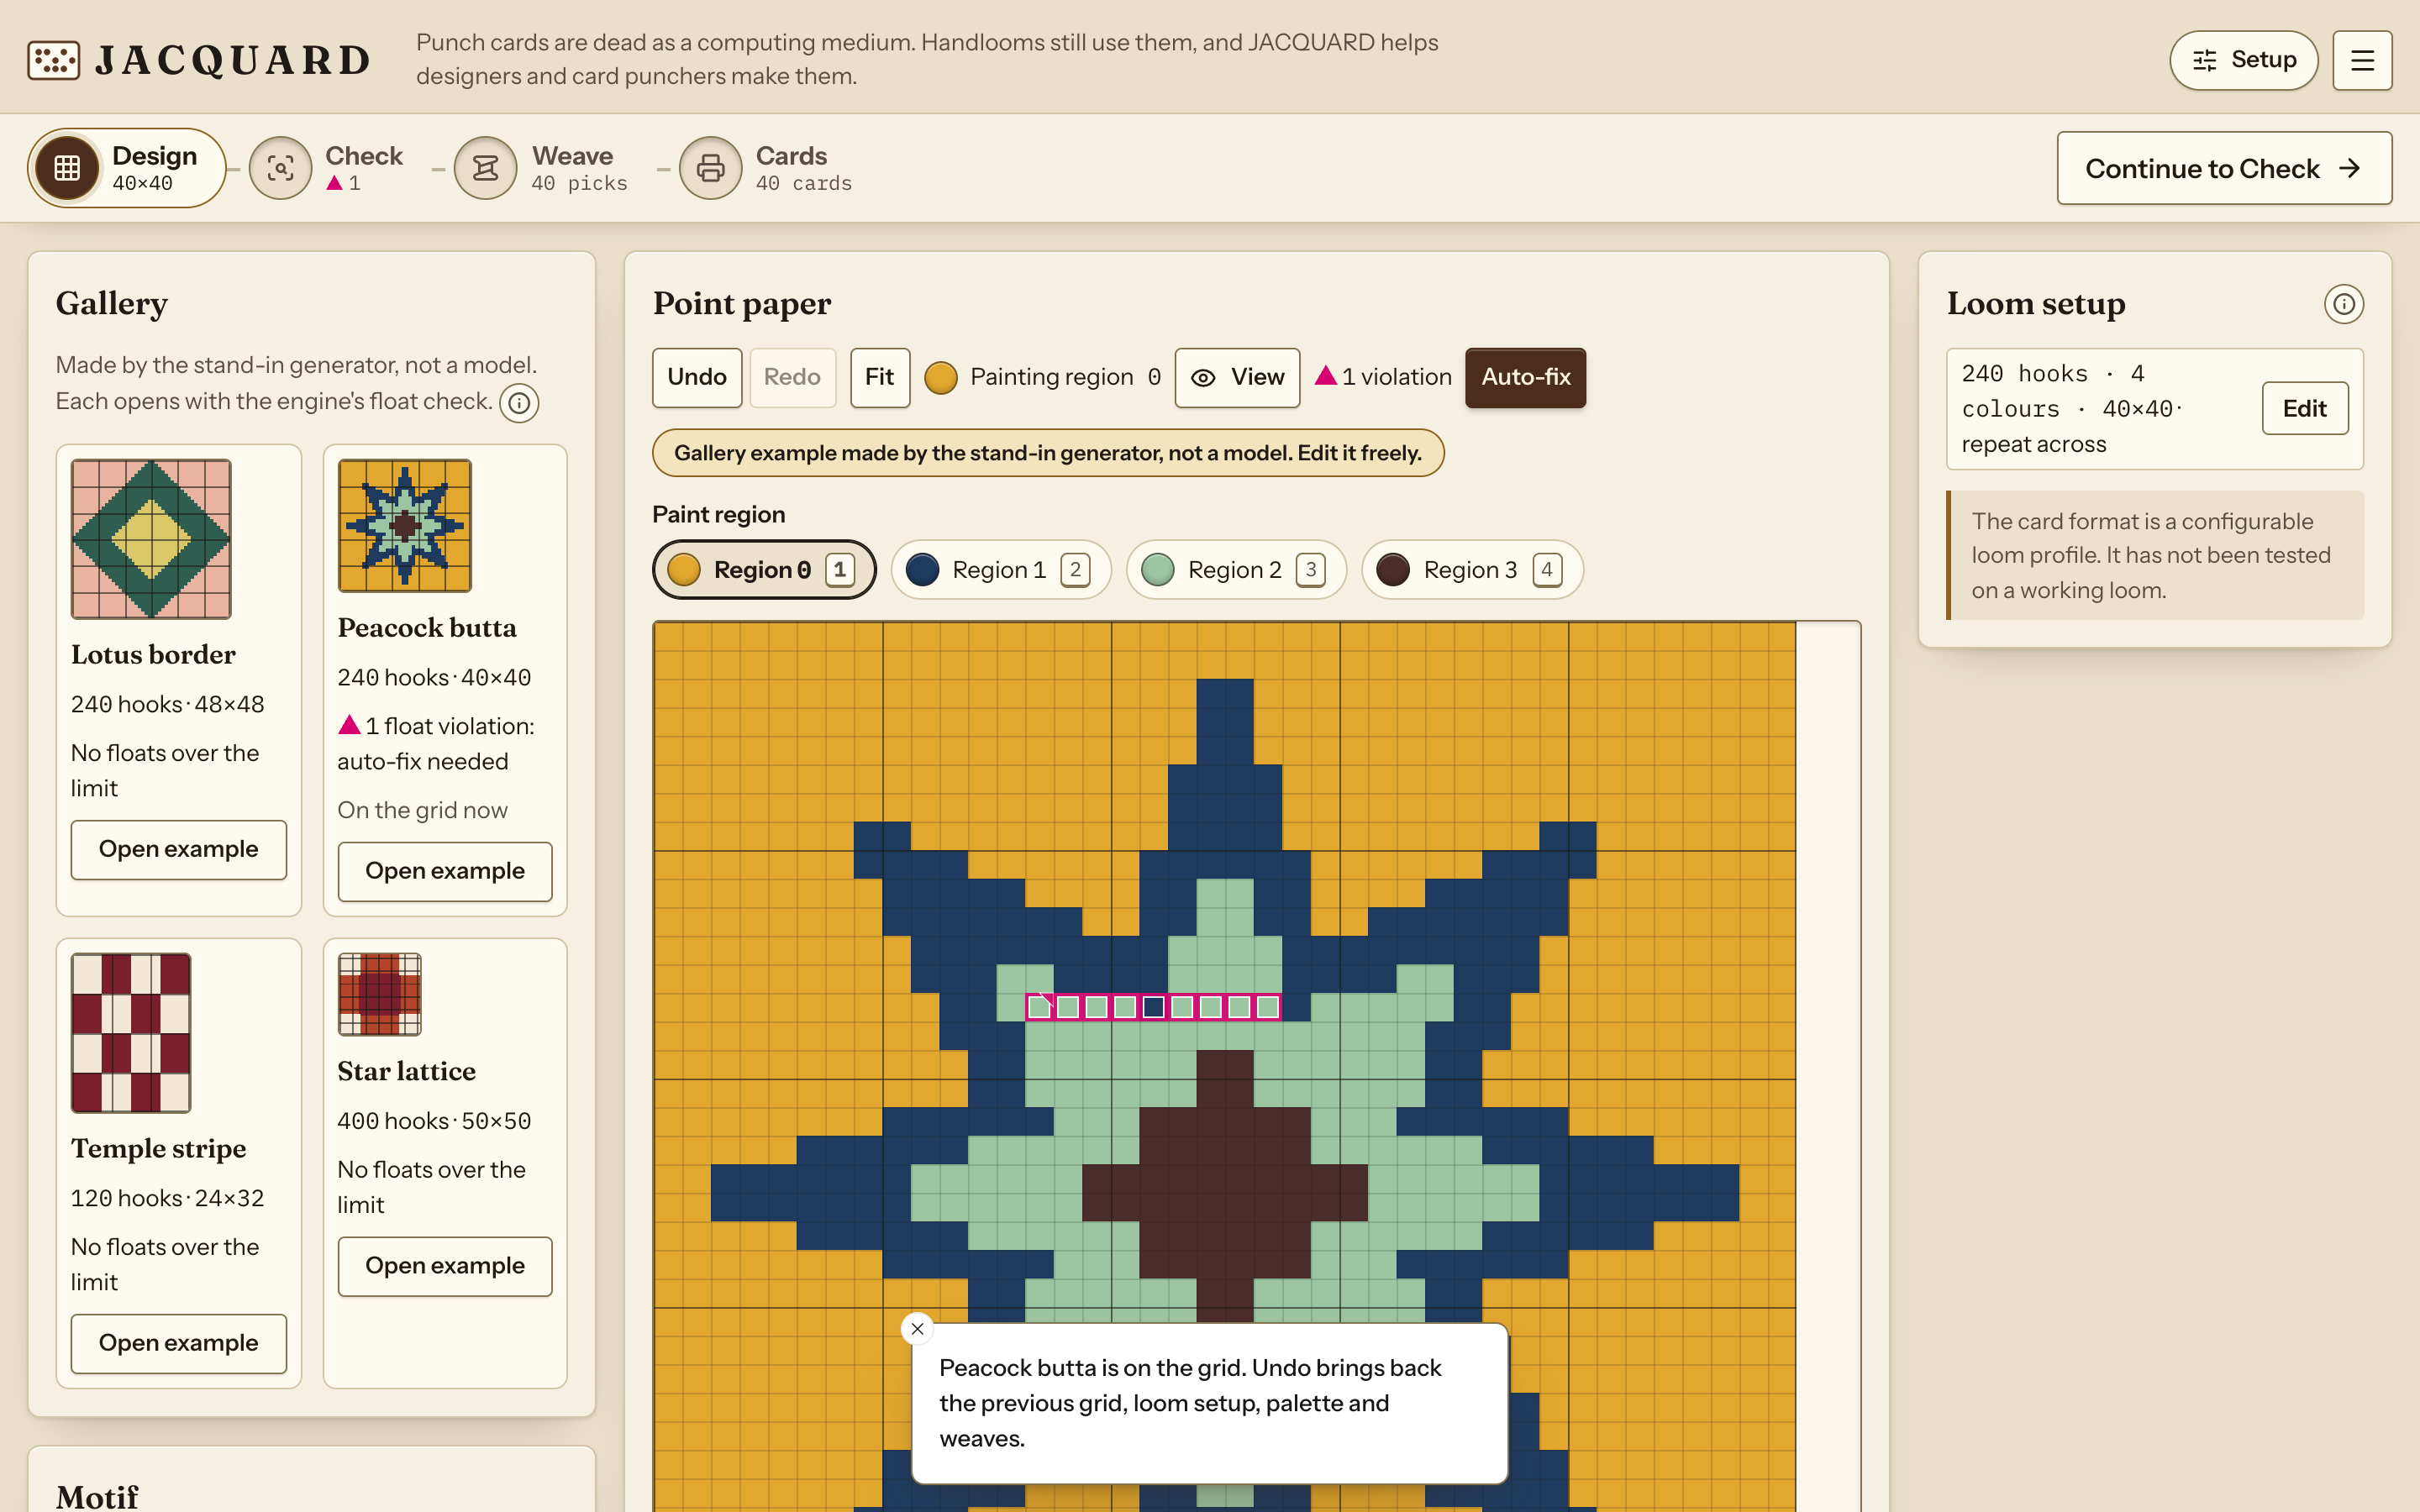 JACQUARD
Punch cards are dead as a computing medium. Handlooms still use them, and JACQUARD helps
designers and card punchers make them.
Setup
Design
40×40
Check
1
Weave
40 picks
Cards
40 cards
Continue to Check
Gallery
Made by the stand-in generator, not a model.
Each opens with the engine's float check.
Lotus border
240 hooks · 48×48
No floats over the
limit
Open example
Peacock butta
240 hooks · 40×40
1 float violation:
auto-fix needed
On the grid now
Open example
Temple stripe
120 hooks · 24×32
No floats over the
limit
Open example
Star lattice
400 hooks · 50×50
No floats over the
limit
Open example
Motif
Point paper
Undo
Redo
Fit
Painting region 0
View
1 violation
Auto-fix
Gallery example made by the stand-in generator, not a model. Edit it freely.
Paint region
Region 0 1
Region 1 2
Region 2 3
Region 3 4
Peacock butta is on the grid. Undo brings back
the previous grid, loom setup, palette and
weaves.
Loom setup
240 hooks · 4
colours · 40×40 ·
repeat across
Edit
The card format is a configurable
loom profile. It has not been tested
on a working loom.